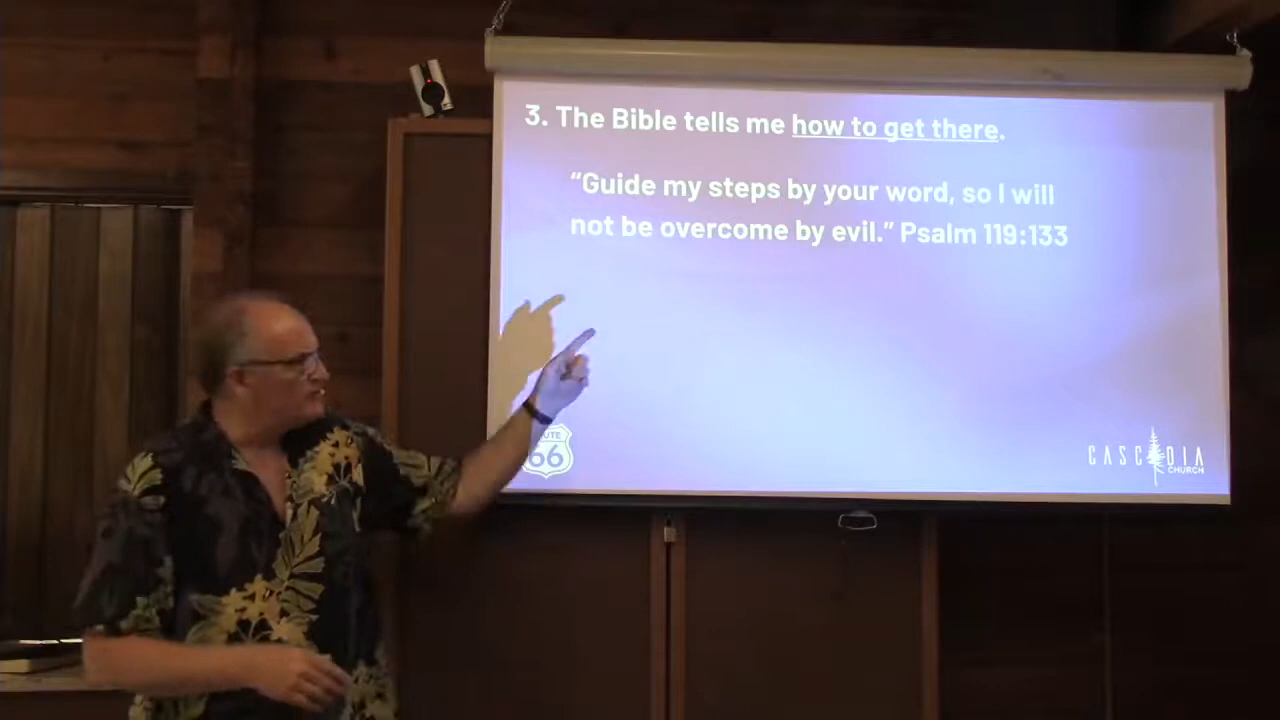 3. The Bible tells me how to get there.
“Guide my steps by your word, so I will
not be overcome by evil.” Psalm 119:133
66
CASCADIA
CHURCH